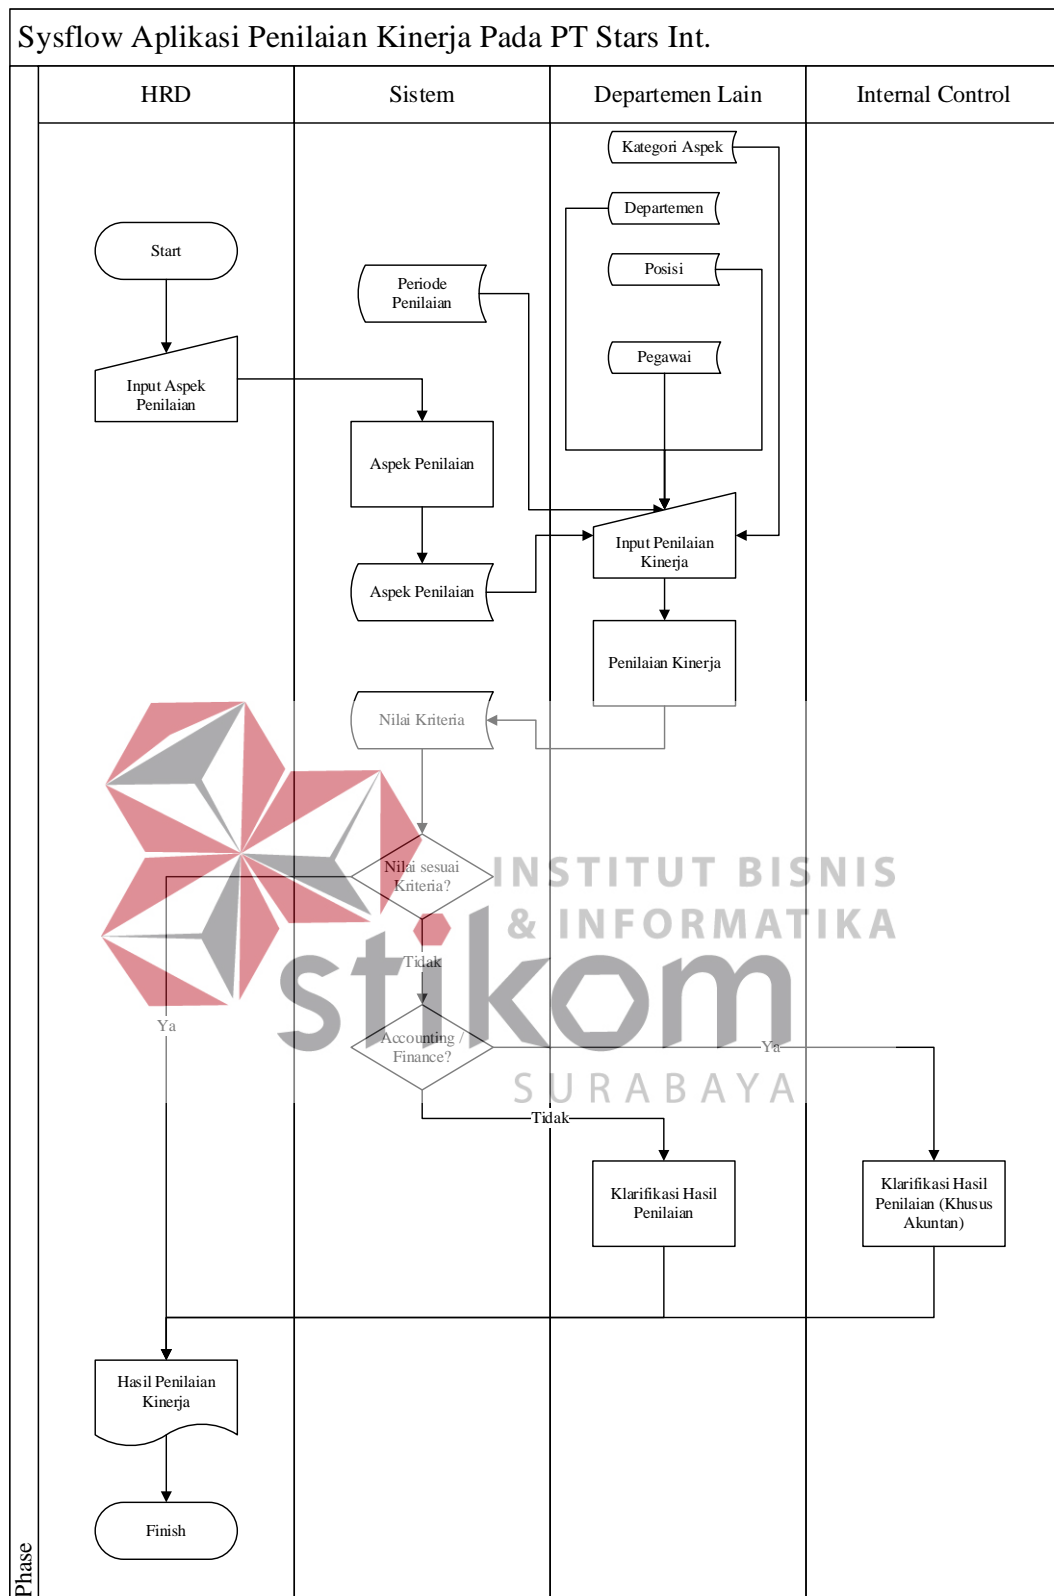 Sysflow Aplikasi Penilaian Kinerja Pada PT Stars Int.
HRD
Sistem
Departemen Lain
Internal Control
Kategori Aspek
Departemen
Start
Periode
Penilaian
Posisi
Pegawai
Input Aspek
Penilaian
Aspek Penilaian
Input Penilaian
Kinerja
Aspek Penilaian
Penilaian Kinerja
Nilai Kriteria
Nilai sesuai
Kriteria?
INSTITUT BISNIS
& INFORMATIKA
Tidak
stikom
Ya
Accounting /
Finance?
Ya
SURABAYA
Tidak
Klarifikasi Hasil
Penilaian
Klarifikasi Hasil
Penilaian (Khusus
Akuntan)
Hasil Penilaian
Kinerja
Finish
Phase